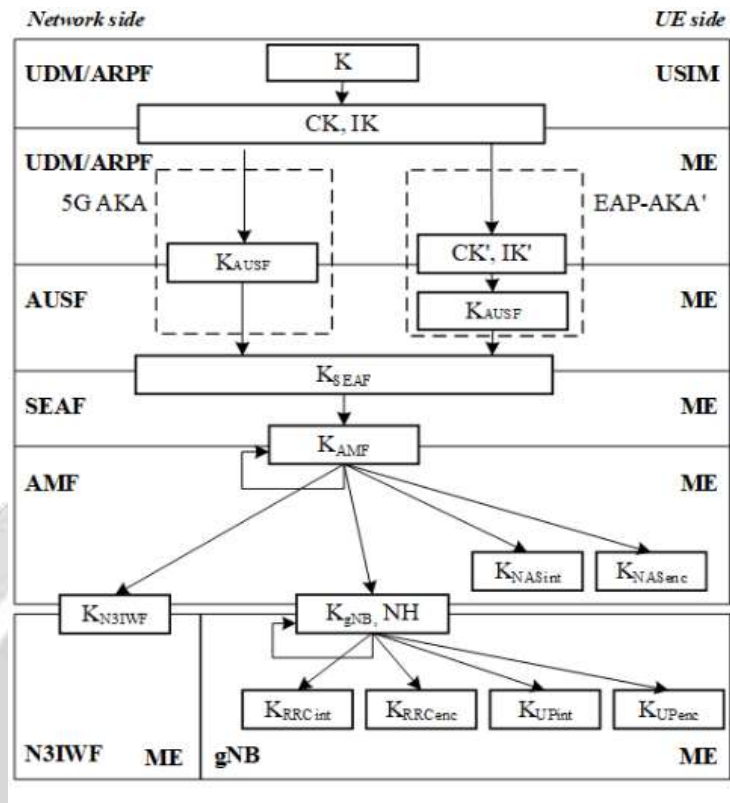 Network side UE side
K
UDM/ARPF USIM
CK, IK
UDM/ARPF ME
5G AKA EAP-AKA'
CK', IK'
KAUSF
AUSF ME
KAUSF
KSEAF
SEAF ME
KAMF
AMF ME
KNASint KNASenc
KN3IWF KgNB, NH
KRRCint KRRCenc KUPint KUPenc
N3IWF ME gNB ME